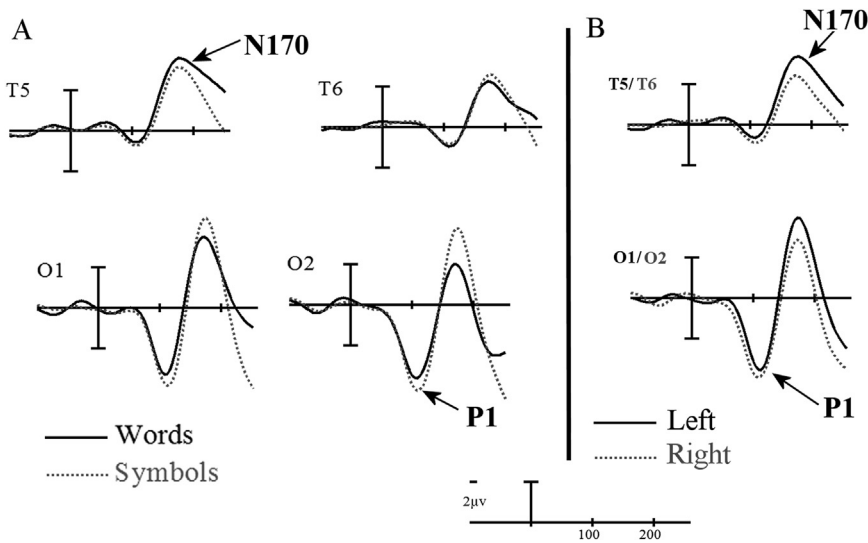 A
N170
T5
T6
O1
O2
P1
Words
Symbols
B
N170
T5/T6
O1/O2
P1
Left
Right
2μv
100 200